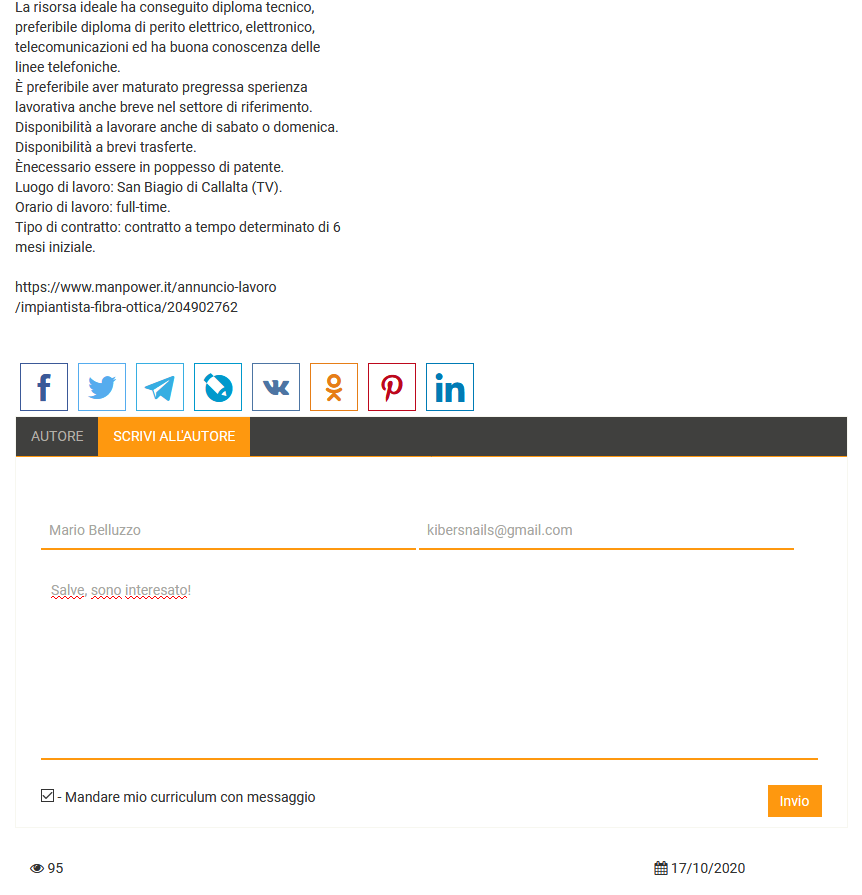 La risorsa ideale ha conseguito diploma tecnico,
preferibile diploma di perito elettrico, elettronico,
telecomunicazioni ed ha buona conoscenza delle
linee telefoniche.
È preferibile aver maturato pregressa sperienza
lavorativa anche breve nel settore di riferimento.
Disponibilità a lavorare anche di sabato o domenica.
Disponibilità a brevi trasferte.
Ènecessario essere in poppesso di patente.
Luogo di lavoro: San Biagio di Callalta (TV).
Orario di lavoro: full-time.
Tipo di contratto: contratto a tempo determinato di 6
mesi iniziale.
https://www.manpower.it/annuncio-lavoro
/impiantista-fibra-ottica/204902762
AUTORE SCRIVI ALL'AUTORE
Mario Belluzzo kibersnails@gmail.com
Salve, sono interesato!
- Mandare mio curriculum con messaggio
Invio
95 17/10/2020